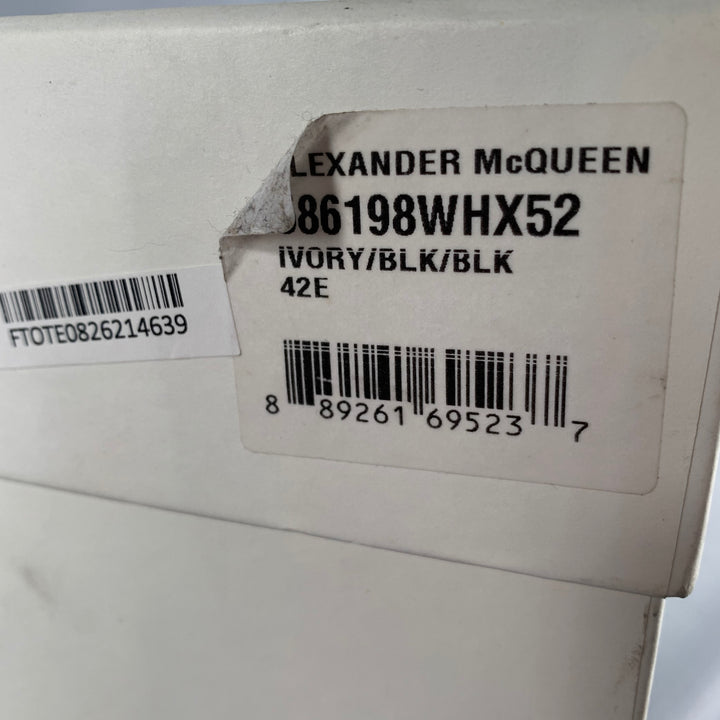 LEXANDER McQUEEN
86198WHX52
IVORY/BLK/BLK
42E
FTOTE0826214639
8 89261 69523 7